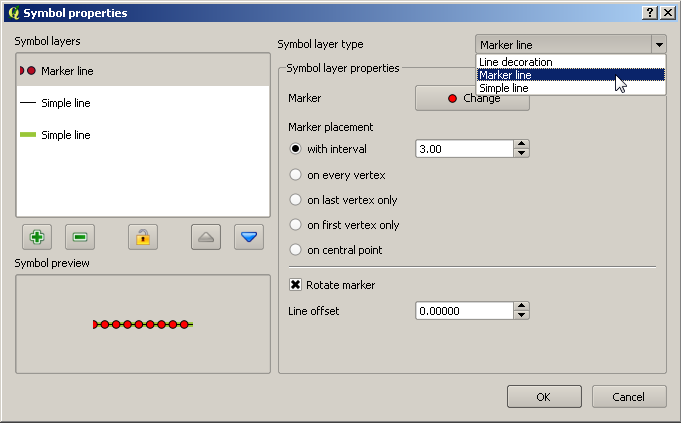 Symbol properties
Symbol layers
Marker line
Simple line
Simple line
Symbol preview
Symbol layer type
Marker line
Line decoration
Marker line
Simple line
Symbol layer properties
Marker
Change
Marker placement
with interval
3.00
on every vertex
on last vertex only
on first vertex only
on central point
Rotate marker
Line offset
0.00000
OK
Cancel